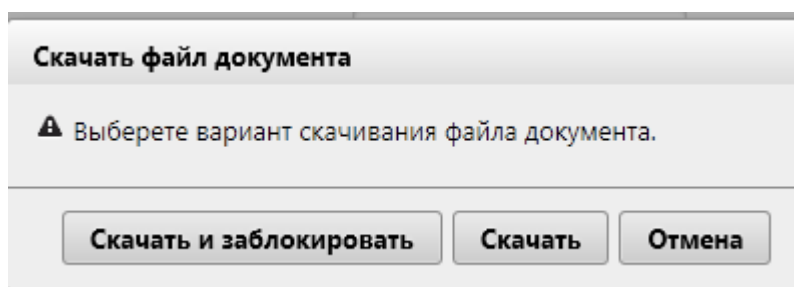 Скачать файл документа
Выберете вариант скачивания файла документа.
Скачать и заблокировать Скачать Отмена